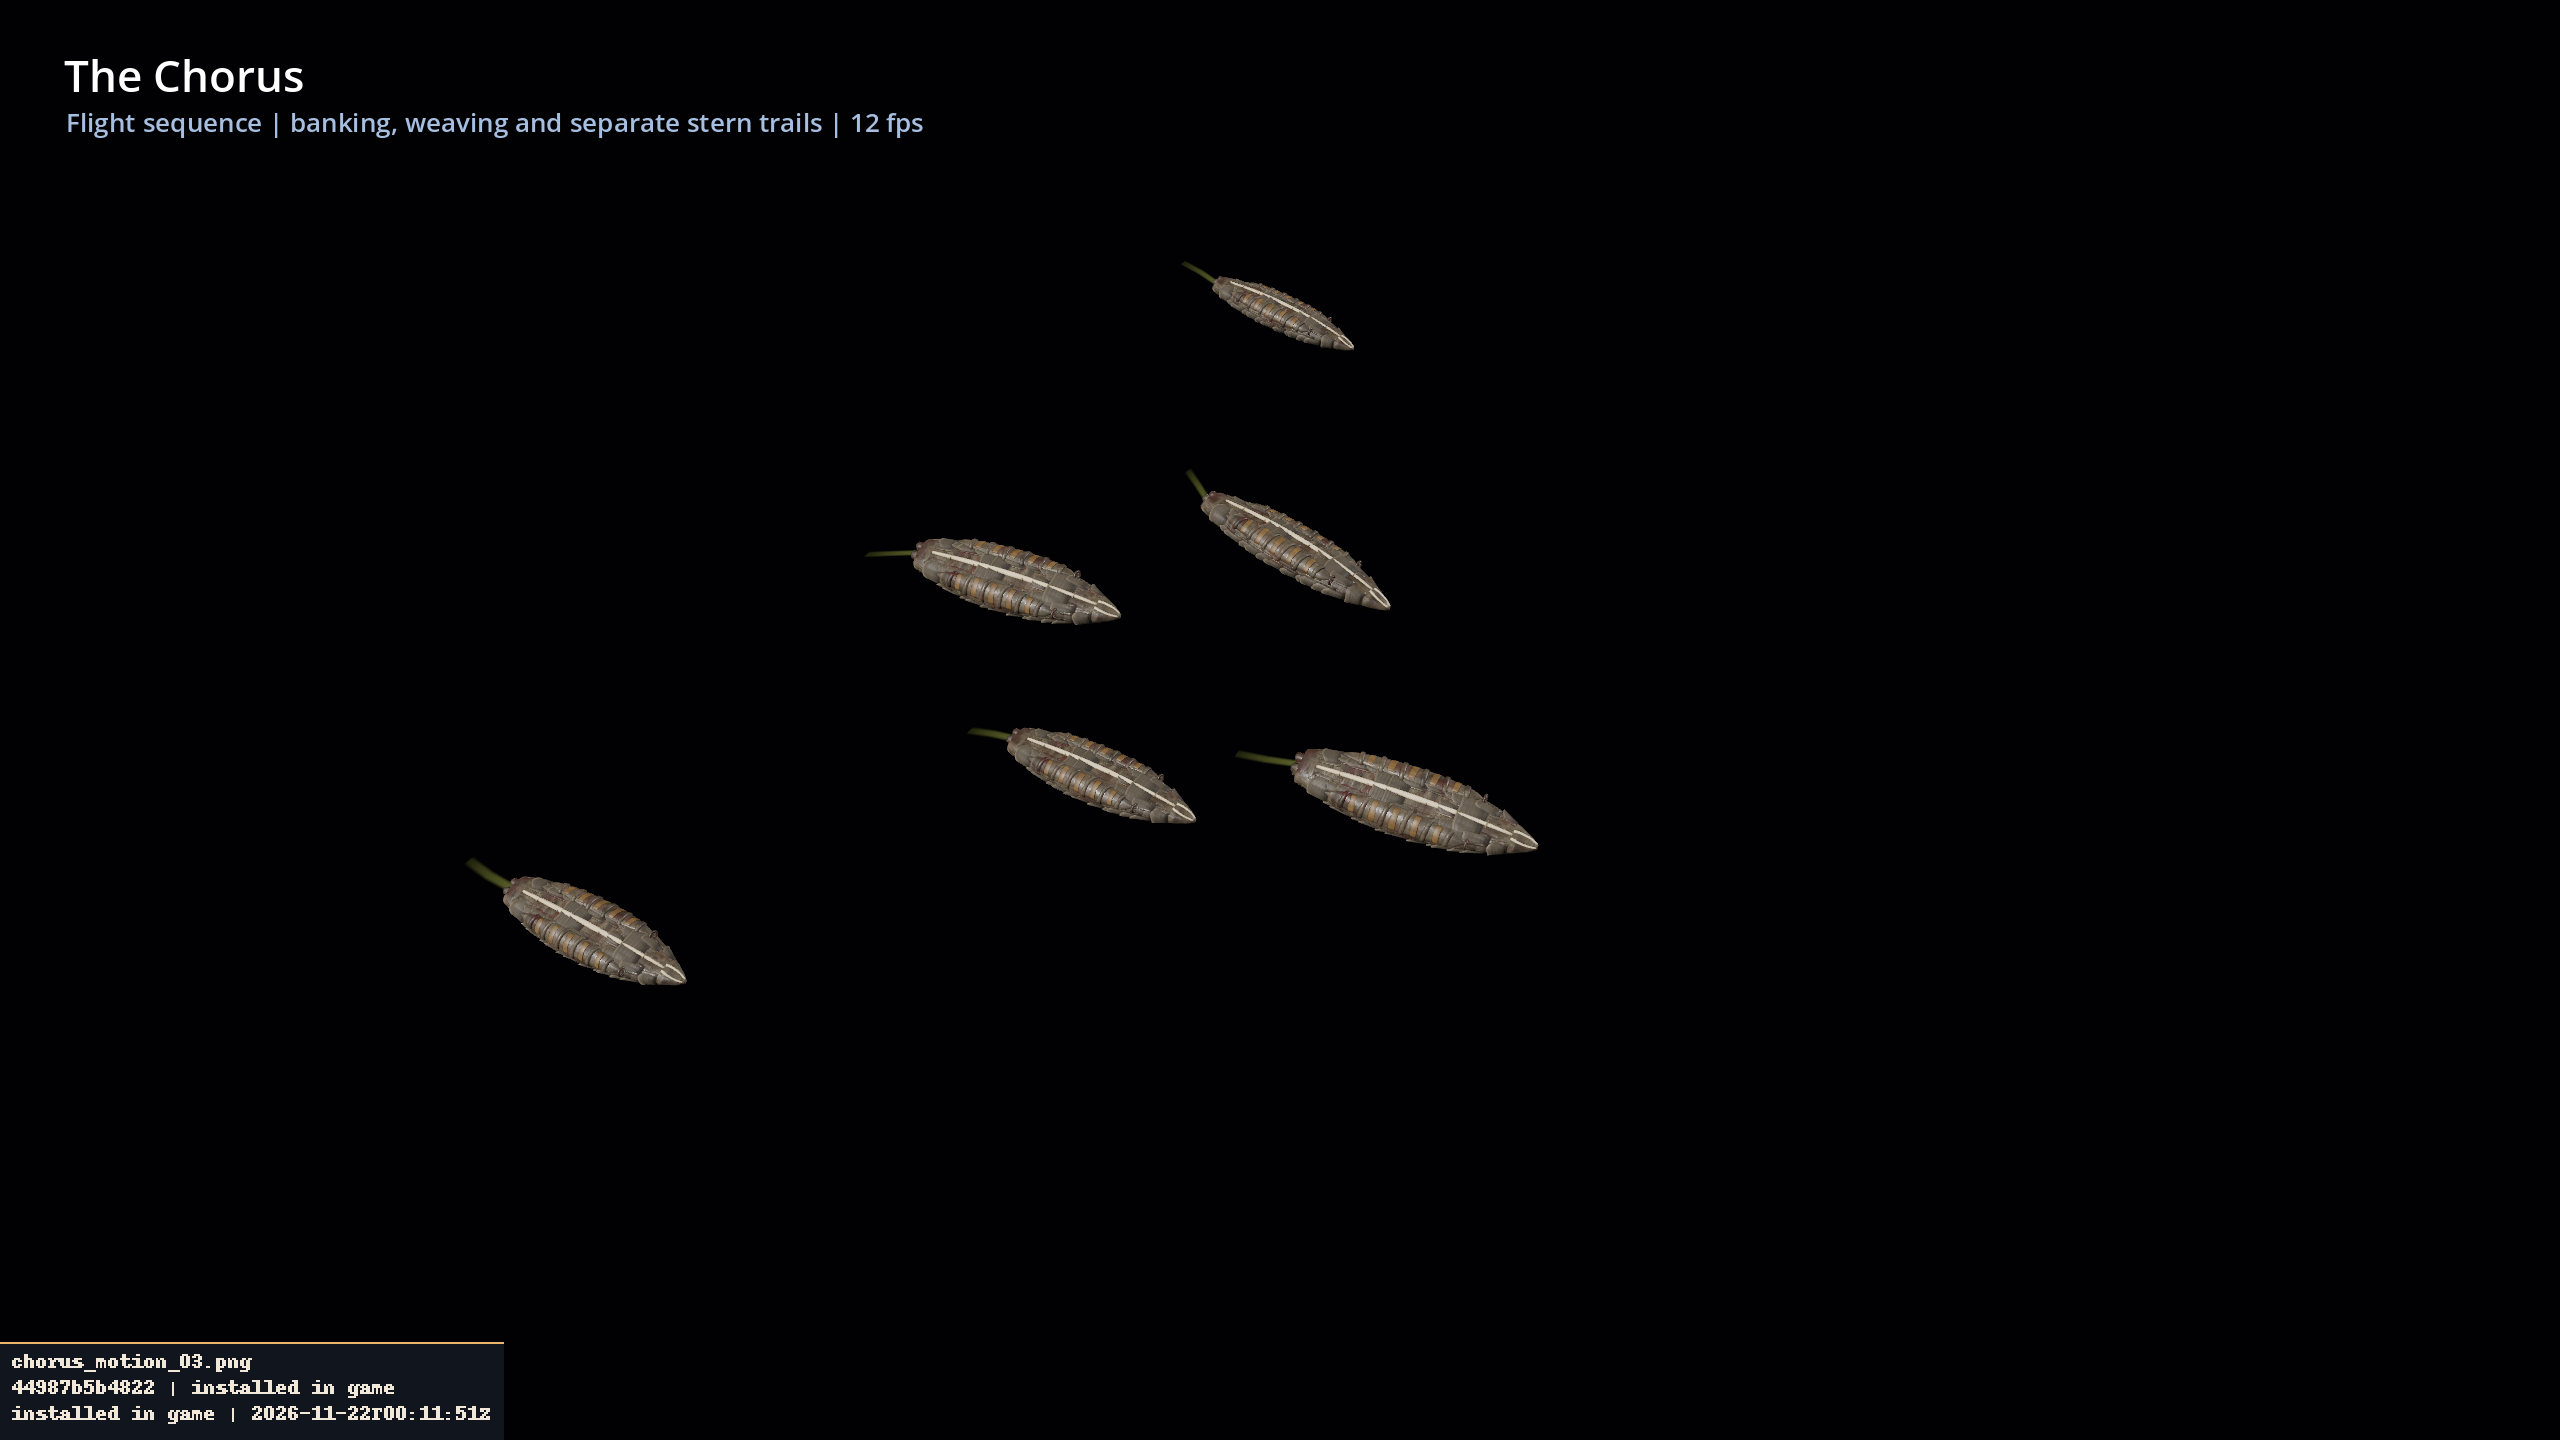 The Chorus
Flight sequence | banking, weaving and separate stern trails | 12 fps
chorus_motion_03.png
44987b5b4822 | installed in game
installed in game | 2026-11-22T00:11:51Z